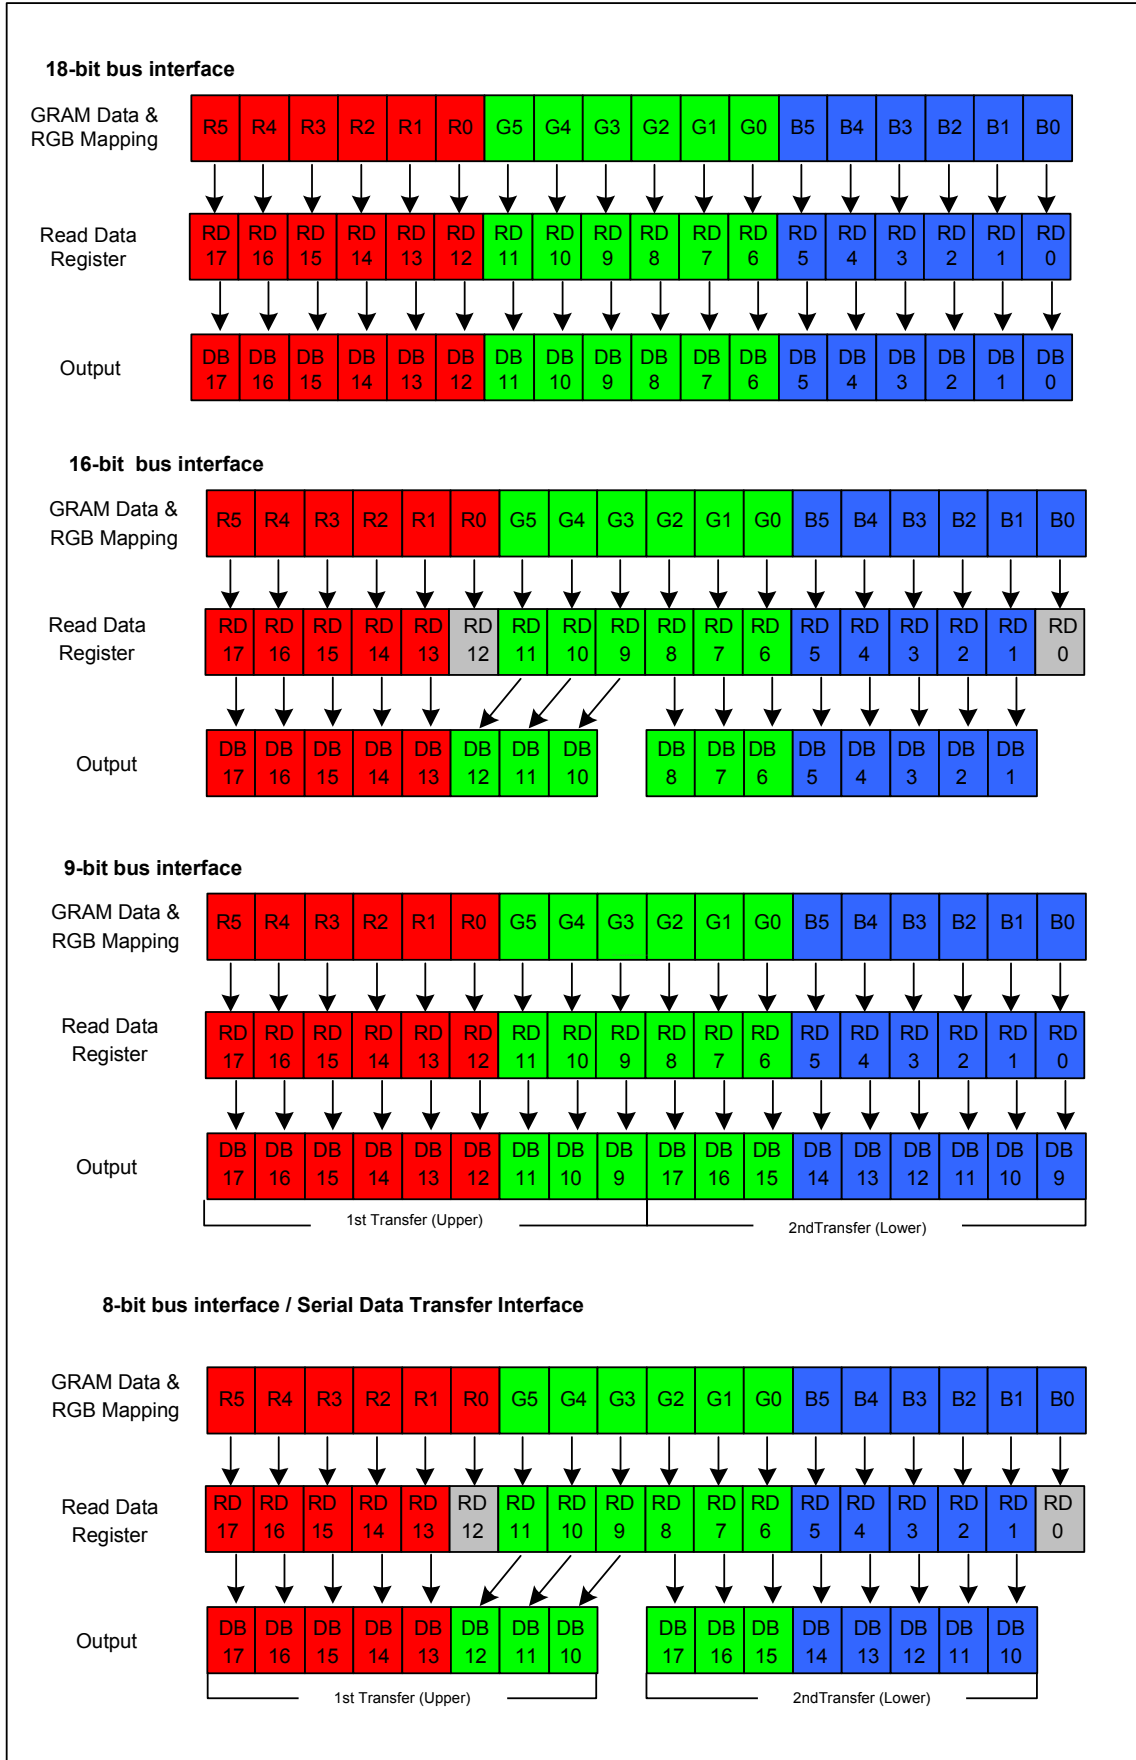 18-bit bus interface
GRAM Data &
RGB Mapping
R5 R4 R3 R2 R1 R0 G5 G4 G3 G2 G1 G0 B5 B4 B3 B2 B1 B0
Read Data
Register
RD RD RD RD RD RD RD RD RD RD RD RD RD RD RD RD RD RD
17 16 15 14 13 12 11 10 9 8 7 6 5 4 3 2 1 0
Output
DB DB DB DB DB DB DB DB DB DB DB DB DB DB DB DB DB DB
17 16 15 14 13 12 11 10 9 8 7 6 5 4 3 2 1 0
16-bit bus interface
GRAM Data &
RGB Mapping
R5 R4 R3 R2 R1 R0 G5 G4 G3 G2 G1 G0 B5 B4 B3 B2 B1 B0
Read Data
Register
RD RD RD RD RD RD RD RD RD RD RD RD RD RD RD RD RD RD
17 16 15 14 13 12 11 10 9 8 7 6 5 4 3 2 1 0
Output
DB DB DB DB DB DB DB DB DB DB DB DB DB DB DB DB
17 16 15 14 13 12 11 10 8 7 6 5 4 3 2 1
9-bit bus interface
GRAM Data &
RGB Mapping
R5 R4 R3 R2 R1 R0 G5 G4 G3 G2 G1 G0 B5 B4 B3 B2 B1 B0
Read Data
Register
RD RD RD RD RD RD RD RD RD RD RD RD RD RD RD RD RD RD
17 16 15 14 13 12 11 10 9 8 7 6 5 4 3 2 1 0
Output
DB DB DB DB DB DB DB DB DB DB DB DB DB DB DB DB DB DB
17 16 15 14 13 12 11 10 9 17 16 15 14 13 12 11 10 9
1st Transfer (Upper) 2ndTransfer (Lower)
8-bit bus interface / Serial Data Transfer Interface
GRAM Data &
RGB Mapping
R5 R4 R3 R2 R1 R0 G5 G4 G3 G2 G1 G0 B5 B4 B3 B2 B1 B0
Read Data
Register
RD RD RD RD RD RD RD RD RD RD RD RD RD RD RD RD RD RD
17 16 15 14 13 12 11 10 9 8 7 6 5 4 3 2 1 0
Output
DB DB DB DB DB DB DB DB DB DB DB DB DB DB DB DB
17 16 15 14 13 12 11 10 17 16 15 14 13 12 11 10
1st Transfer (Upper) 2ndTransfer (Lower)